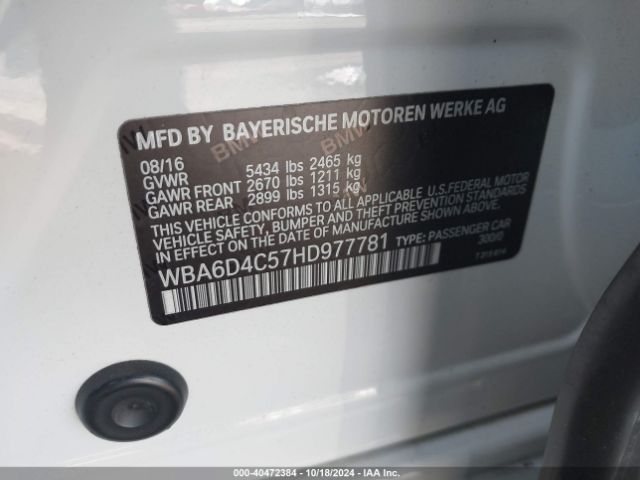 MFD BY BAYERISCHE MOTOREN WERKE AG
08/16
GVWR 5434 lbs 2465 kg
GAWR FRONT 2670 lbs 1211 kg
GAWR REAR 2899 lbs 1315 kg
THIS VEHICLE CONFORMS TO ALL APPLICABLE U.S.FEDERAL MOTOR
VEHICLE SAFETY, BUMPER AND THEFT PREVENTION STANDARDS
IN EFFECT ON THE DATE OF MANUFACTURE SHOWN ABOVE.
WBA6D4C57HD977781 TYPE: PASSENGER CAR
300/0
000-40472384 | 10/18/2024 | IAA Inc.